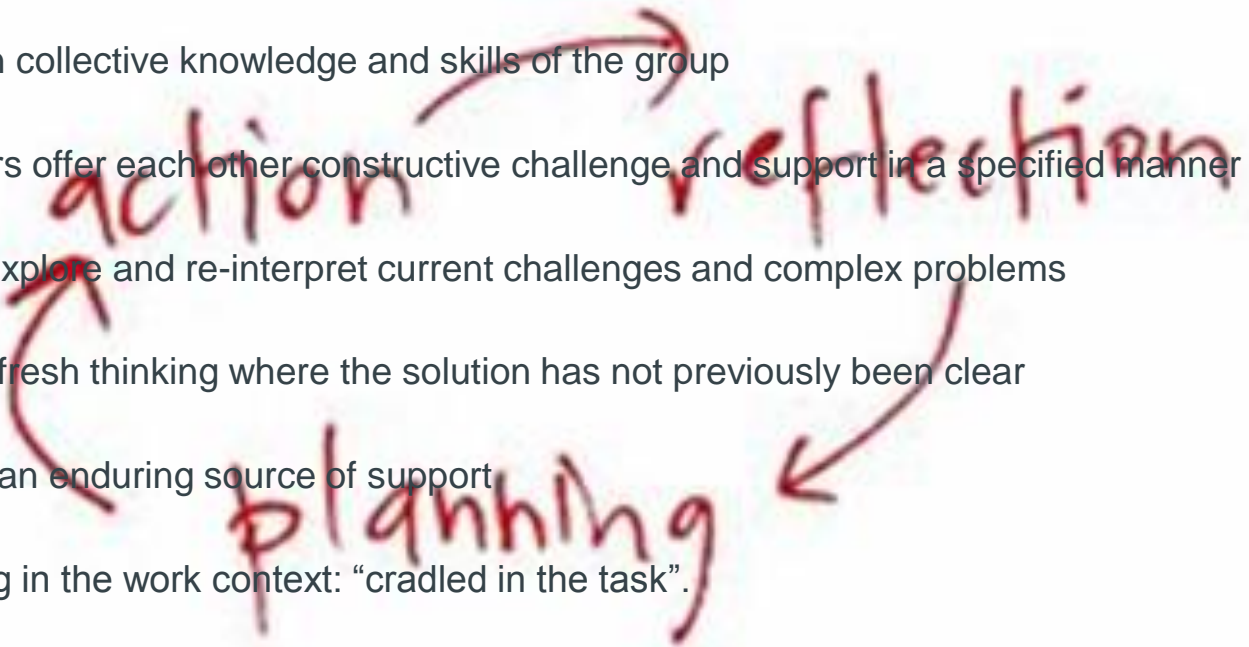 collective knowledge and skills of the group
offer each other constructive challenge and support in a specified manner
action reflection
explore and re-interpret current challenges and complex problems
fresh thinking where the solution has not previously been clear
an enduring source of support
planning
in the work context: “cradled in the task”.